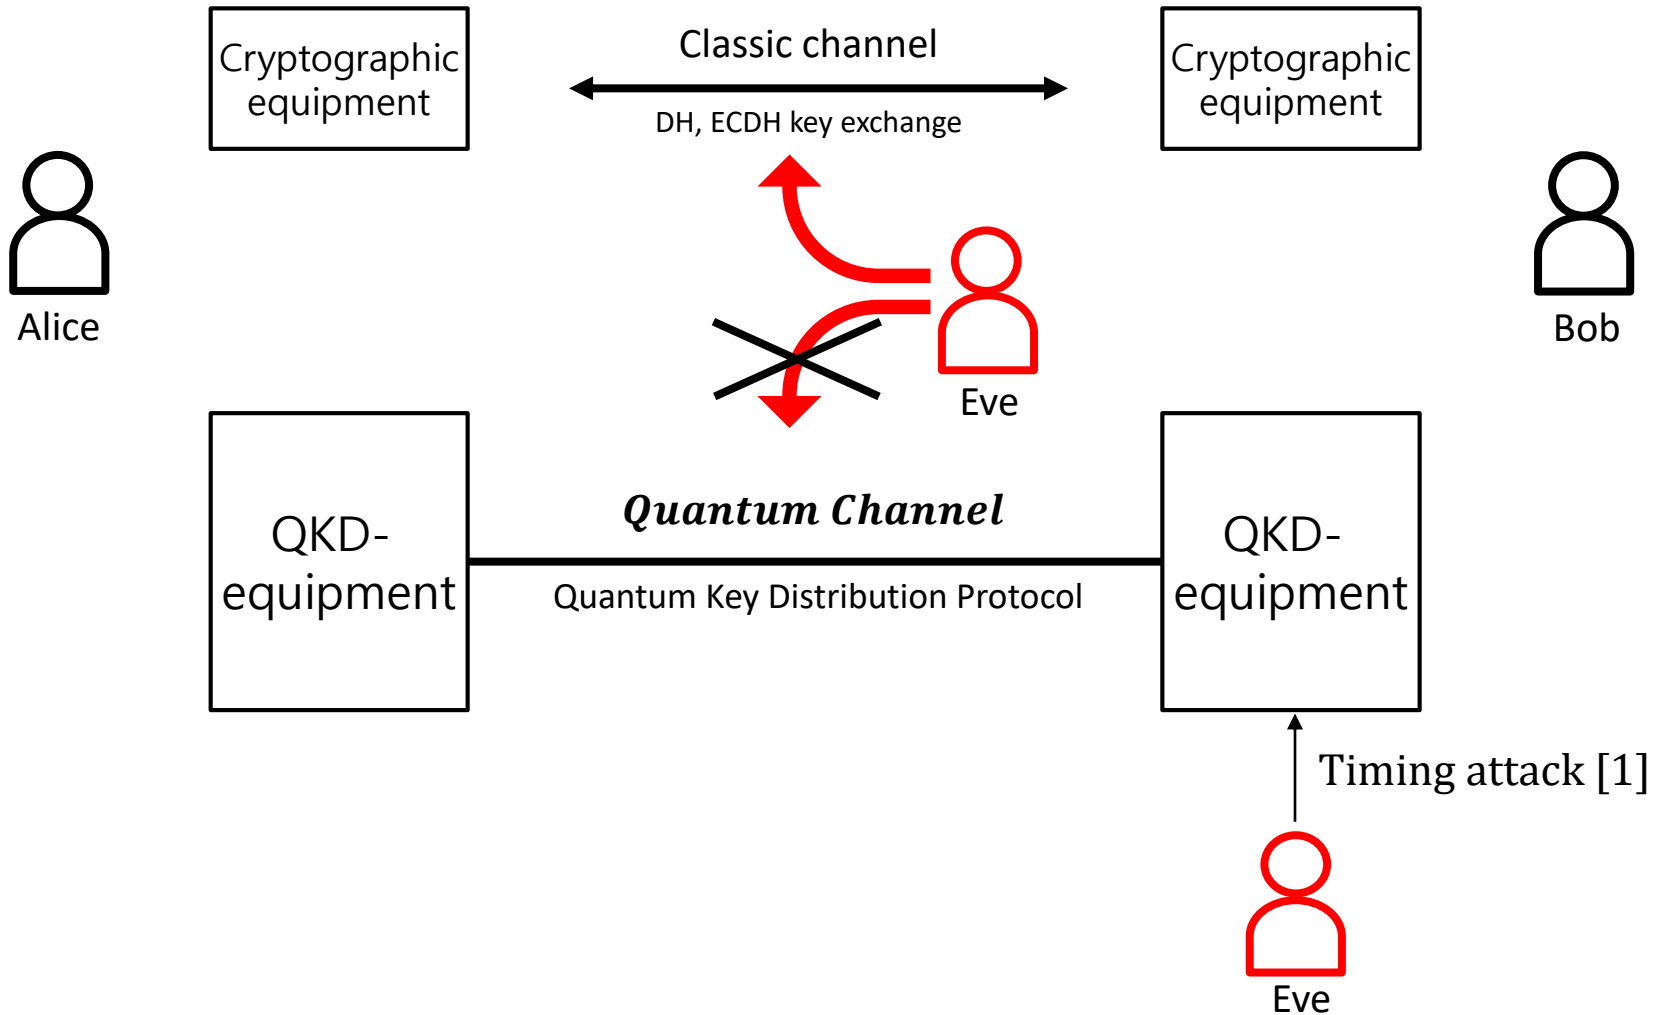 Cryptographic
equipment
Classic channel
DH, ECDH key exchange
Cryptographic
equipment
Alice
Bob
Eve
QKD-
equipment
Quantum Channel
Quantum Key Distribution Protocol
QKD-
equipment
Timing attack [1]
Eve